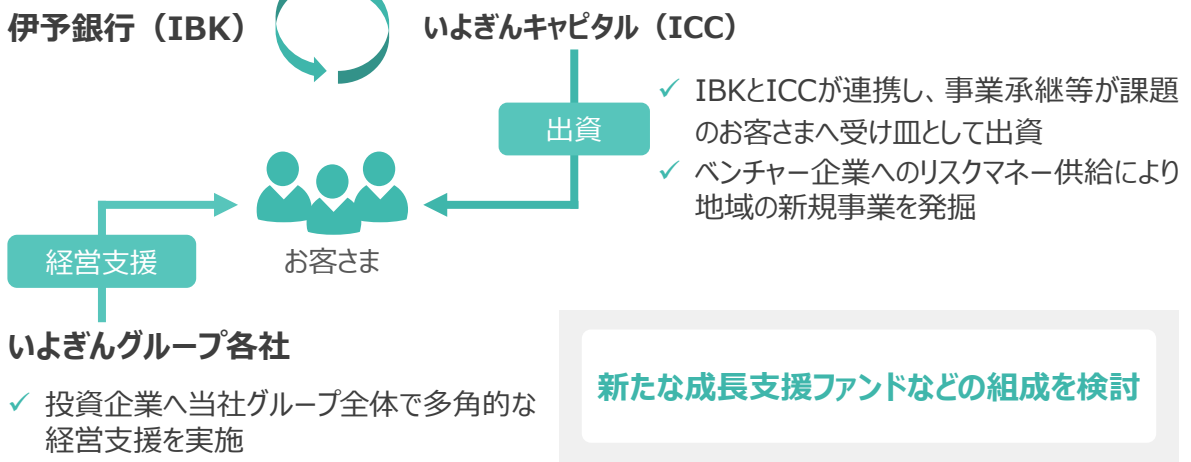 伊予銀行（IBK）
いよぎんキャピタル（ICC）
出資
✓ IBKとICCが連携し、事業承継等が課題
のお客さまへ受け皿として出資
✓ ベンチャー企業へのリスクマネー供給により
地域の新規事業を発掘
経営支援
お客さま
いよぎんグループ各社
✓ 投資企業へ当社グループ全体で多角的な
経営支援を実施
新たな成長支援ファンドなどの組成を検討